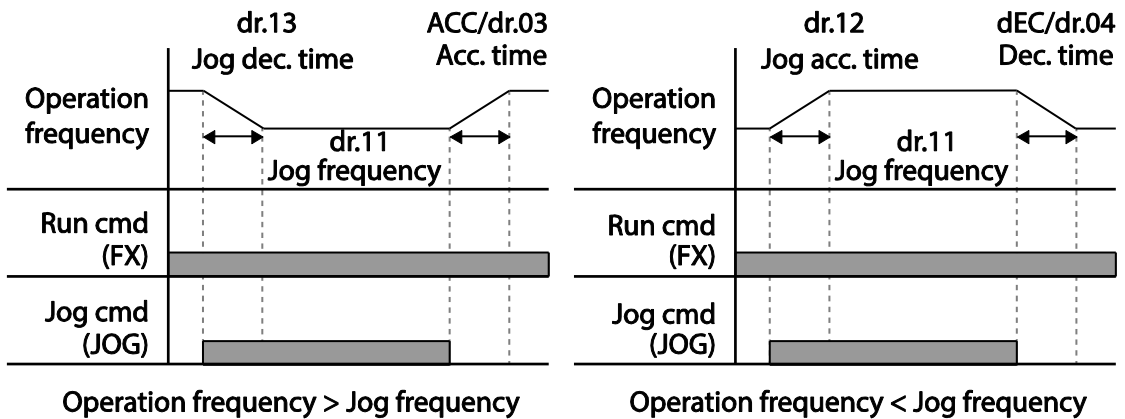 dr.13
Jog dec. time
ACC/dr.03
Acc. time
Operation
frequency
dr.11
Jog frequency
Run cmd
(FX)
Jog cmd
(JOG)
Operation frequency > Jog frequency
dr.12
Jog acc. time
dEC/dr.04
Dec. time
Operation
frequency
dr.11
Jog frequency
Run cmd
(FX)
Jog cmd
(JOG)
Operation frequency < Jog frequency